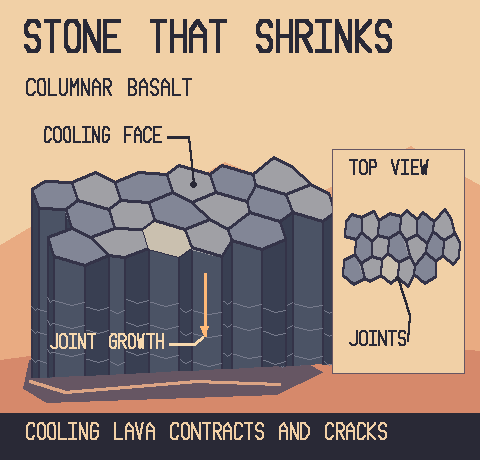 STONE THAT SHRINKS
COLUMNAR BASALT
COOLING FACE
TOP VIEW
JOINT GROWTH
JOINTS
COOLING LAVA CONTRACTS AND CRACKS